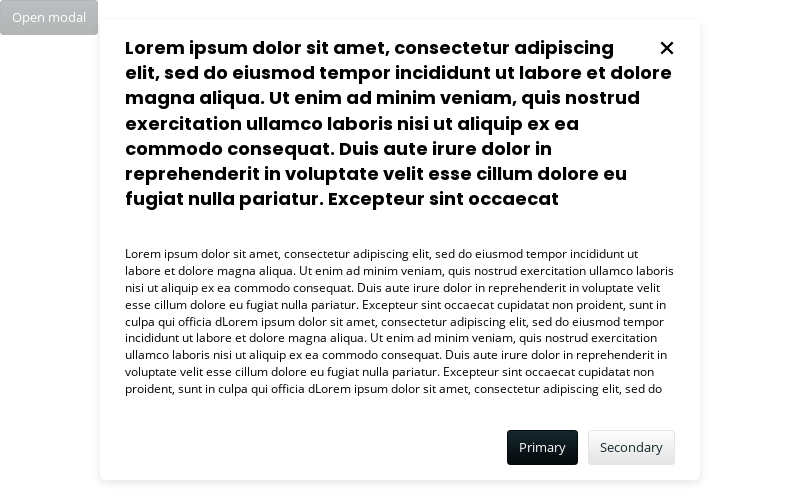 Open modal
Lorem ipsum dolor sit amet, consectetur adipiscing
elit, sed do eiusmod tempor incididunt ut labore et dolore
magna aliqua. Ut enim ad minim veniam, quis nostrud
exercitation ullamco laboris nisi ut aliquip ex ea
commodo consequat. Duis aute irure dolor in
reprehenderit in voluptate velit esse cillum dolore eu
fugiat nulla pariatur. Excepteur sint occaecat
Lorem ipsum dolor sit amet, consectetur adipiscing elit, sed do eiusmod tempor incididunt ut
labore et dolore magna aliqua. Ut enim ad minim veniam, quis nostrud exercitation ullamco laboris
nisi ut aliquip ex ea commodo consequat. Duis aute irure dolor in reprehenderit in voluptate velit
esse cillum dolore eu fugiat nulla pariatur. Excepteur sint occaecat cupidatat non proident, sunt in
culpa qui officia dLorem ipsum dolor sit amet, consectetur adipiscing elit, sed do eiusmod tempor
incididunt ut labore et dolore magna aliqua. Ut enim ad minim veniam, quis nostrud exercitation
ullamco laboris nisi ut aliquip ex ea commodo consequat. Duis aute irure dolor in reprehenderit in
voluptate velit esse cillum dolore eu fugiat nulla pariatur. Excepteur sint occaecat cupidatat non
proident, sunt in culpa qui officia dLorem ipsum dolor sit amet, consectetur adipiscing elit, sed do
Primary
Secondary